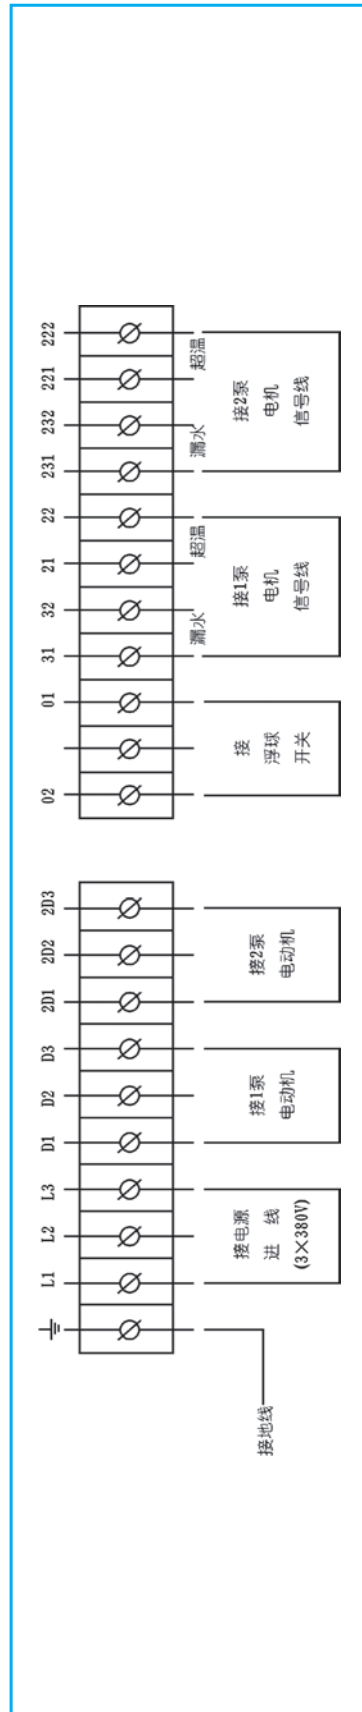 L1 L2 L3 D1 D2 D3 2D1 2D2 2D3 02 01 31 32 21 22 231 232 221 222
漏水 超温 漏水 超温
接地线
接电源
进 线
(3×380V)
接1泵
电动机
接2泵
电动机
接
浮球
开关
接1泵
电机
信号线
接2泵
电机
信号线